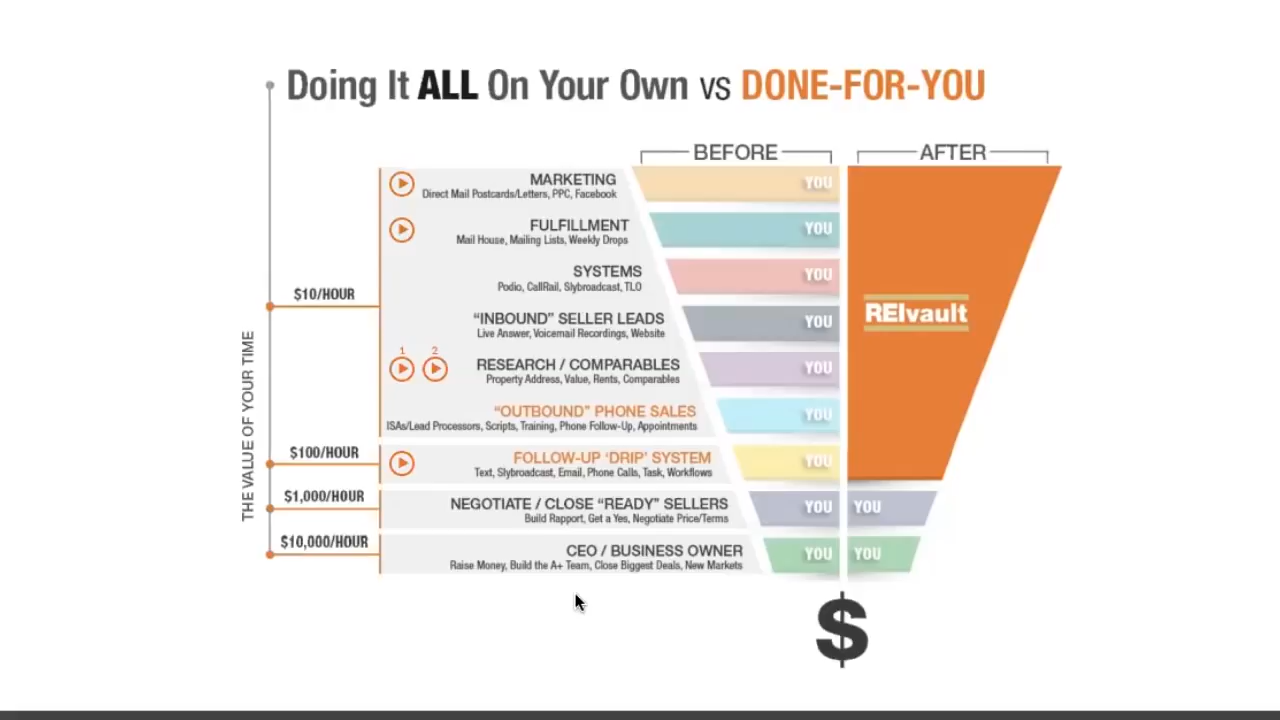 Doing It ALL On Your Own VS DONE-FOR-YOU
BEFORE
AFTER
MARKETING
Direct Mail Postcards/Letters, PPC, Facebook
YOU
FULFILLMENT
Mail House, Mailing Lists, Weekly Drops
YOU
SYSTEMS
Podio, CallRail, Slybroadcast, TLO
YOU
$10/HOUR
"INBOUND" SELLER LEADS
Live Answer, Voicemail Recordings, Website
YOU
REIvault
1 2
RESEARCH / COMPARABLES
Property Address, Value, Rents, Comparables
YOU
"OUTBOUND" PHONE SALES
ISAs/Lead Processors, Scripts, Training, Phone Follow-Up, Appointments
YOU
THE VALUE OF YOUR TIME
$100/HOUR
FOLLOW-UP 'DRIP' SYSTEM
Text, Slybroadcast, Email, Phone Calls, Task, Workflows
YOU
$1,000/HOUR
NEGOTIATE / CLOSE "READY" SELLERS
Build Rapport, Get a Yes, Negotiate Price/Terms
YOU
YOU
$10,000/HOUR
CEO / BUSINESS OWNER
Raise Money, Build the A+ Team, Close Biggest Deals, New Markets
YOU
YOU
$